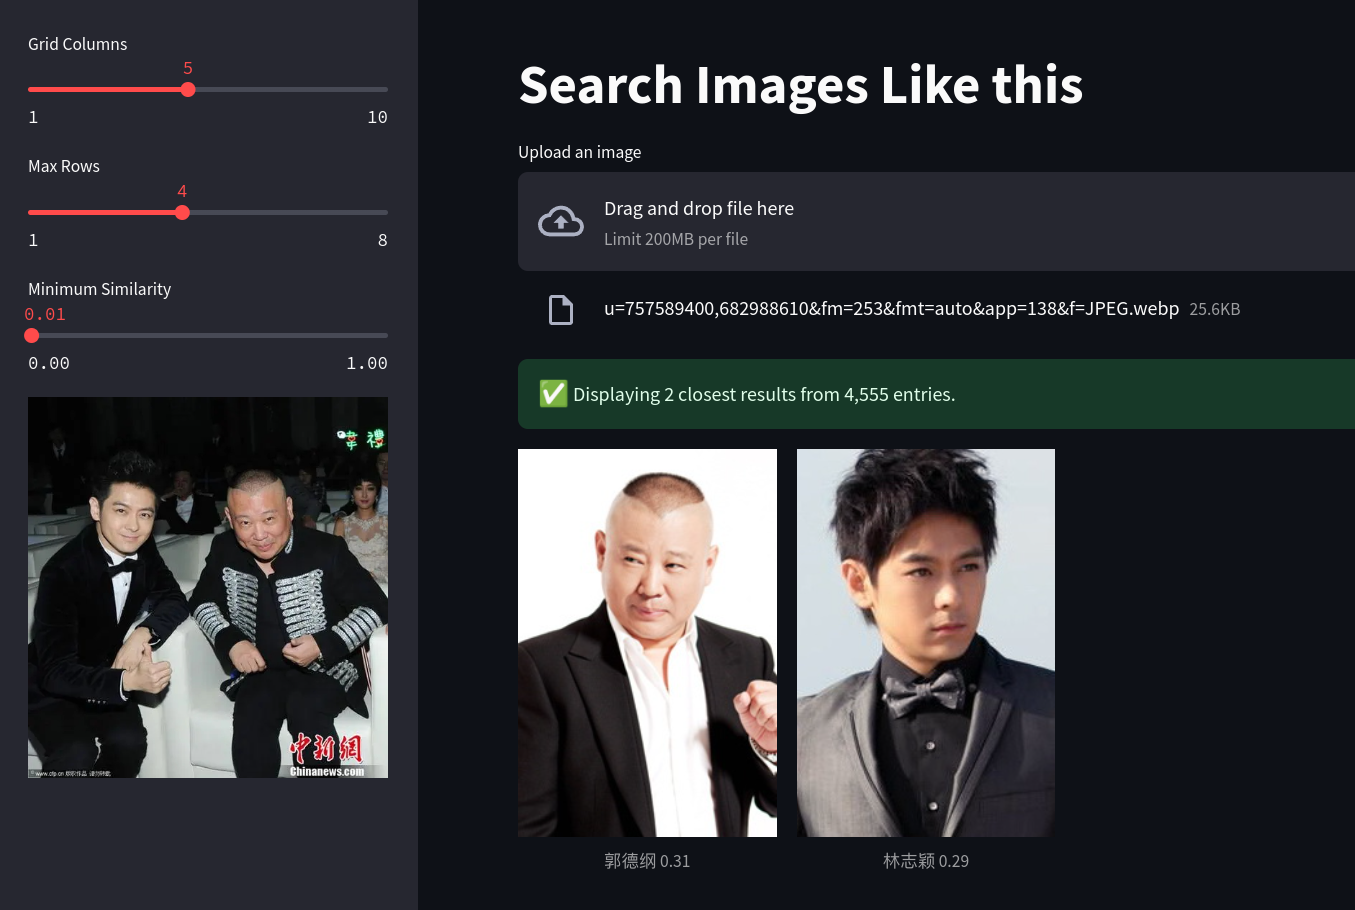 Grid Columns
5
1
10
Max Rows
4
1
8
Minimum Similarity
0.01
0.00
1.00
中新網
Chinanews.com
Search Images Like this
Upload an image
Drag and drop file here
Limit 200MB per file
u=757589400,682988610&fm=253&fmt=auto&app=138&f=JPEG.webp 25.6KB
✅ Displaying 2 closest results from 4,555 entries.
郭德纲 0.31
林志颖 0.29